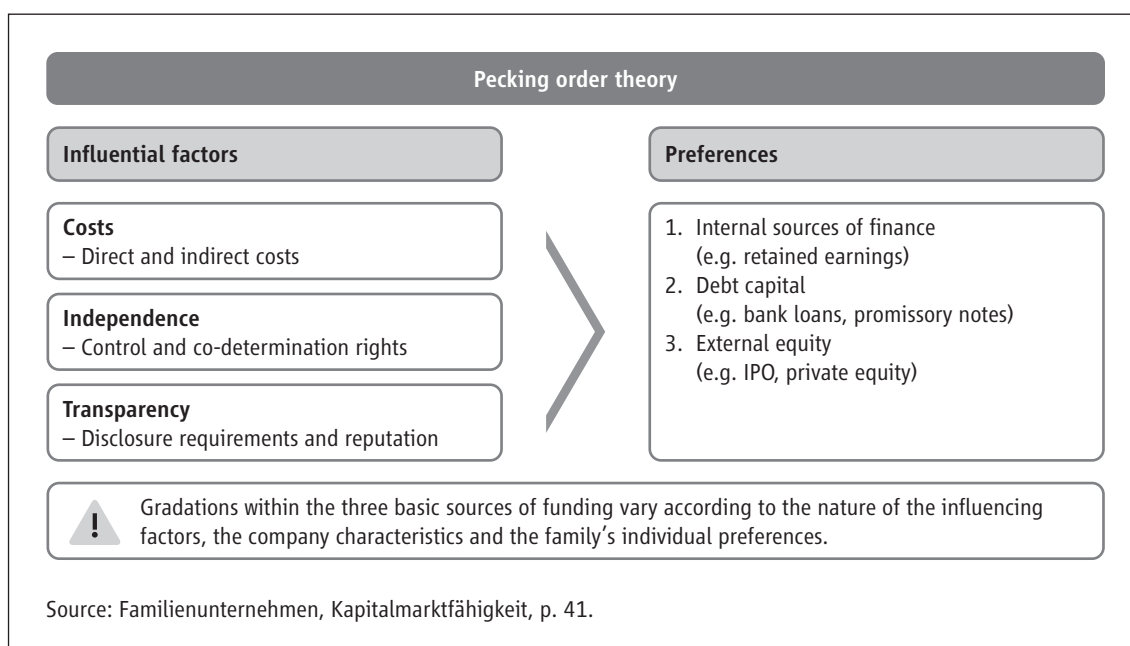 Pecking order theory
Influential factors
Costs
– Direct and indirect costs
Independence
– Control and co-determination rights
Transparency
– Disclosure requirements and reputation
Preferences
1. Internal sources of finance
(e.g. retained earnings)
2. Debt capital
(e.g. bank loans, promissory notes)
3. External equity
(e.g. IPO, private equity)
!
Gradations within the three basic sources of funding vary according to the nature of the influencing
factors, the company characteristics and the family’s individual preferences.
Source: Familienunternehmen, Kapitalmarktfähigkeit, p. 41.